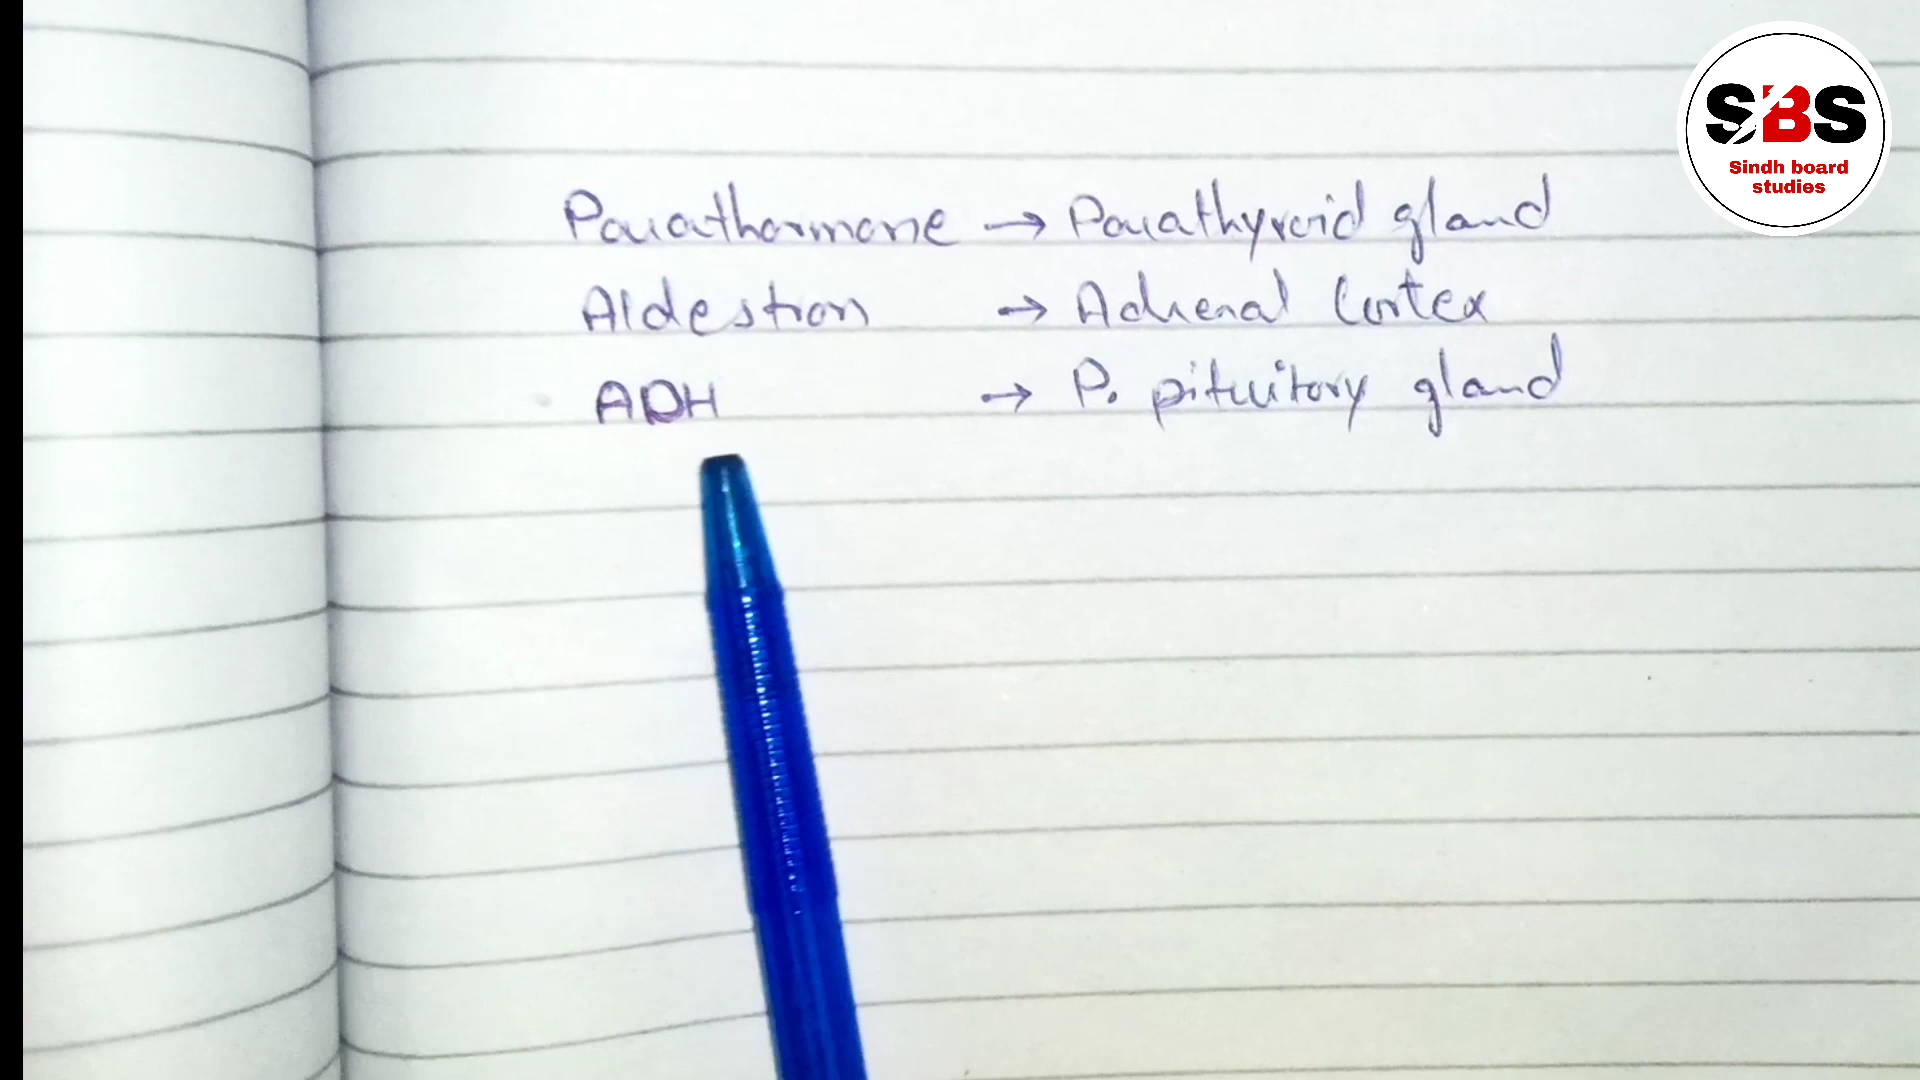 SBS
Sindh board
studies
Parathormone → Parathyroid gland
Aldestron → Adrenal Cortex
ADH → P. pituitory gland